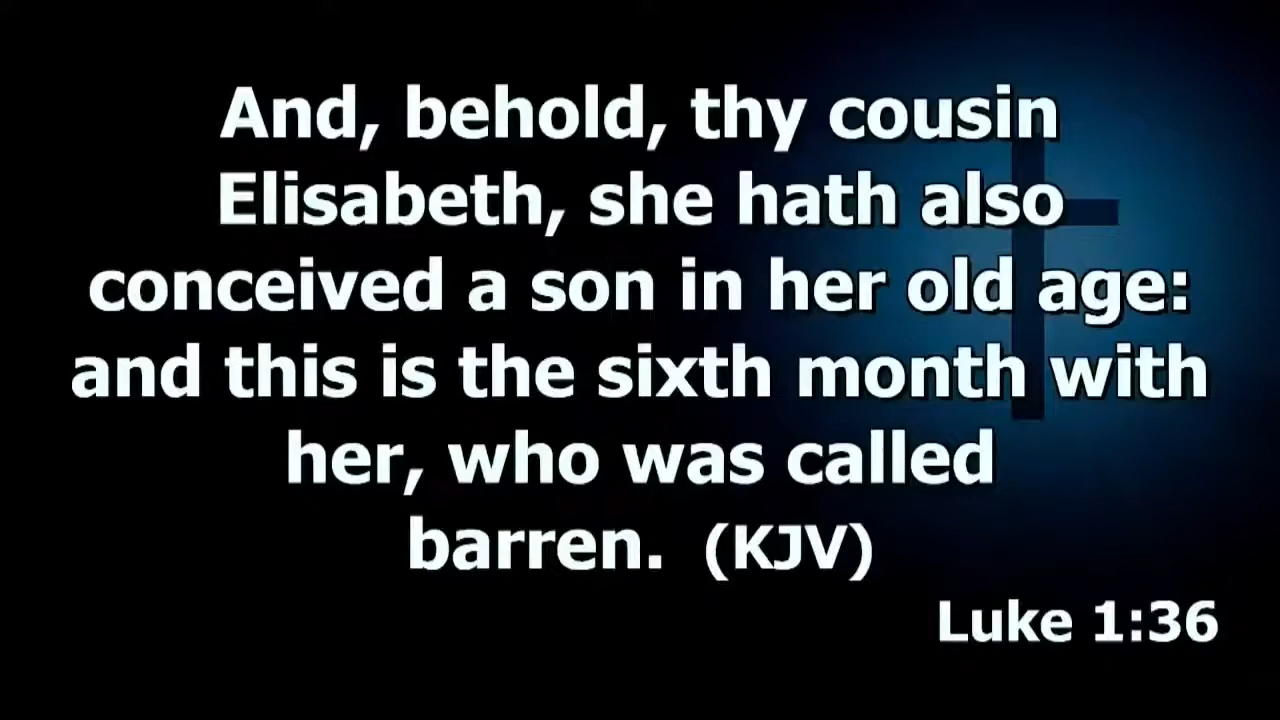 And, behold, thy cousin
Elisabeth, she hath also
conceived a son in her old age:
and this is the sixth month with
her, who was called
barren. (KJV)
Luke 1:36